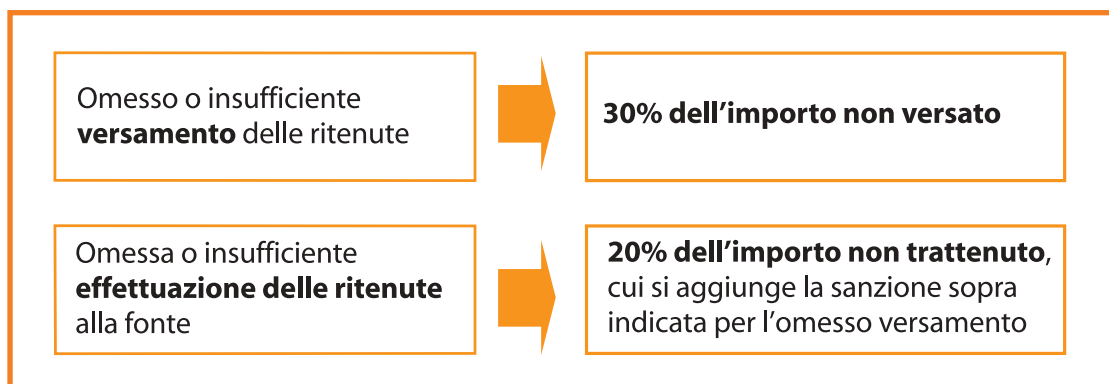 Omesso o insufficiente
versamento delle ritenute
30% dell'importo non versato
Omessa o insufficiente
effettuazione delle ritenute
alla fonte
20% dell'importo non trattenuto,
cui si aggiunge la sanzione sopra
indicata per l'omesso versamento